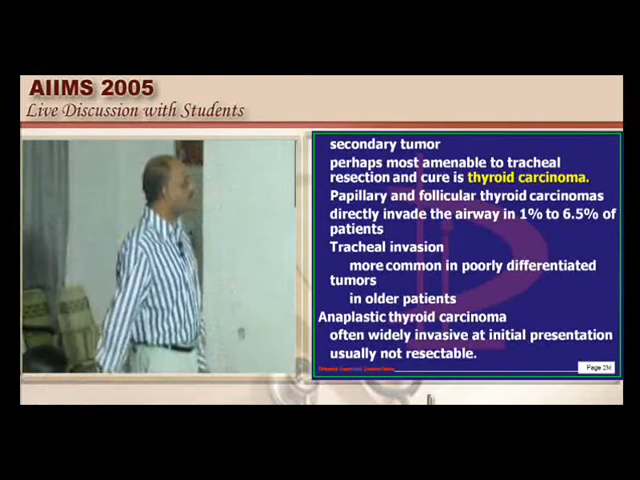 AIIMS 2005
Live Discussion with Students
secondary tumor
perhaps most amenable to tracheal
resection and cure is thyroid carcinoma.
Papillary and follicular thyroid carcinomas
directly invade the airway in 1% to 6.5% of
patients
Tracheal invasion
more common in poorly differentiated
tumors
in older patients
Anaplastic thyroid carcinoma
often widely invasive at initial presentation
usually not resectable.
Page 2M